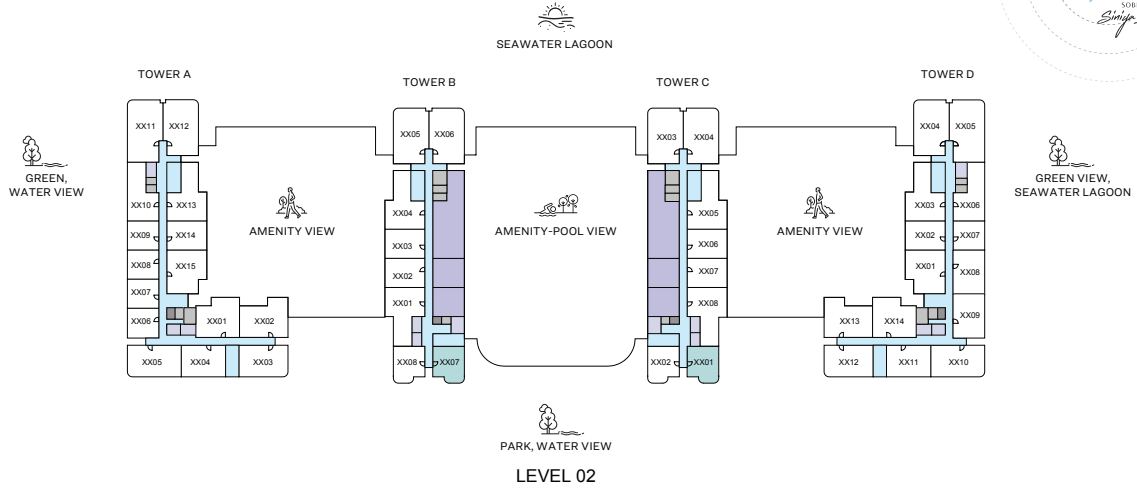 SOB
Siniya
SEAWATER LAGOON
TOWER A
TOWER B
TOWER C
TOWER D
GREEN,
WATER VIEW
GREEN VIEW,
SEAWATER LAGOON
XX11 XX12
XX10 XX13
XX09 XX14
XX08 XX15
XX07
XX06 XX01 XX02
XX05 XX04 XX03
AMENITY VIEW
XX05 XX06
XX04
XX03
XX02
XX01
XX08 XX07
AMENITY-POOL VIEW
XX03 XX04
XX05
XX06
XX07
XX08
XX02 XX01
AMENITY VIEW
XX04 XX05
XX03 XX06
XX02 XX07
XX01 XX08
XX09
XX13 XX14
XX12 XX11 XX10
PARK, WATER VIEW
LEVEL 02